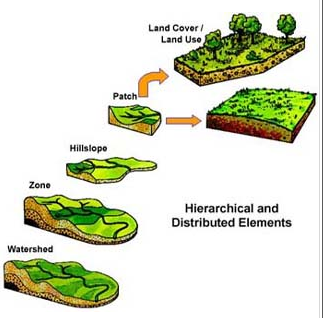 Land Cover /
Land Use
Patch
Hillslope
Zone
Hierarchical and
Distributed Elements
Watershed